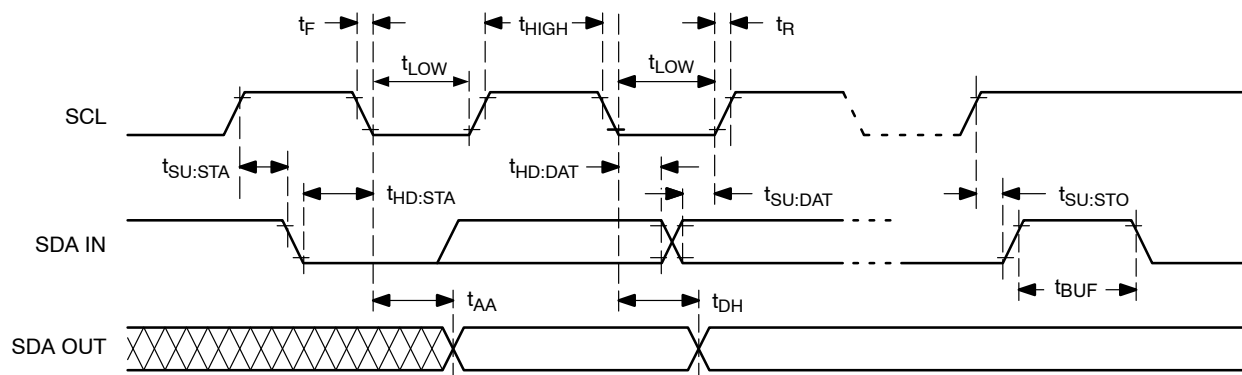 tF
tHIGH
tR
tLOW
tLOW
SCL
tSU:STA
tHD:DAT
tHD:STA
tSU:DAT
tSU:STO
SDA IN
tBUF
tAA
tDH
SDA OUT